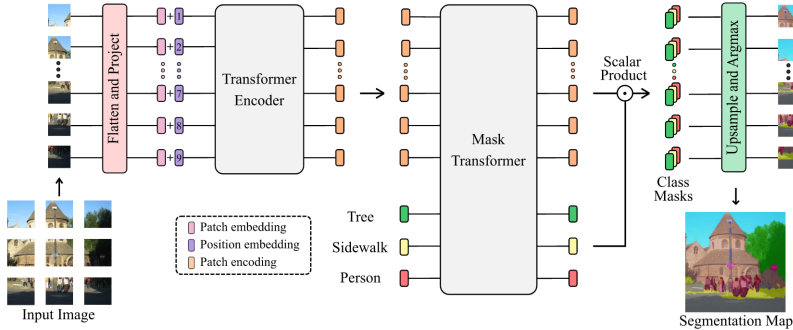 Flatten and Project
+ 1
+ 2
+ 7
+ 8
+ 9
Transformer
Encoder
Mask
Transformer
Scalar
Product
Class
Masks
Upsample and Argmax
Tree
Sidewalk
Person
Patch embedding
Position embedding
Patch encoding
Input Image
Segmentation Map